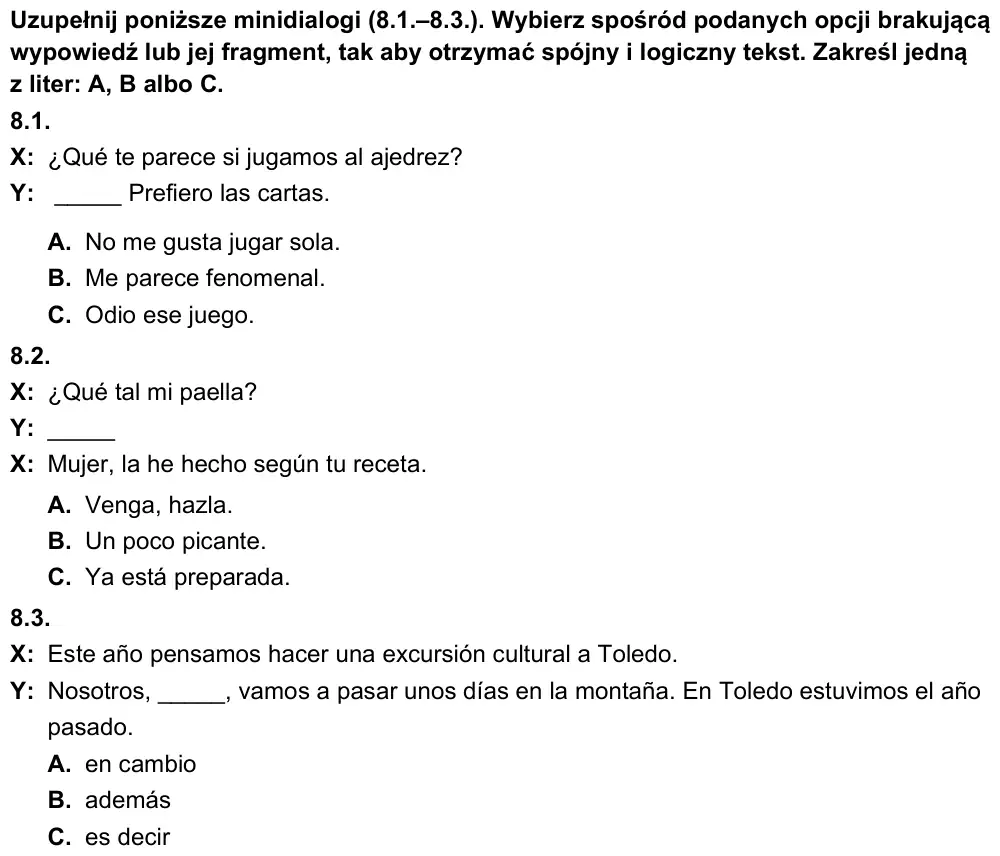 Uzupełnij poniższe minidialogi (8.1.–8.3.). Wybierz spośród podanych opcji brakującą
wypowiedź lub jej fragment, tak aby otrzymać spójny i logiczny tekst. Zakreśl jedną
z liter: A, B albo C.
8.1.
X: ¿Qué te parece si jugamos al ajedrez?
Y: _____ Prefiero las cartas.
A. No me gusta jugar sola.
B. Me parece fenomenal.
C. Odio ese juego.
8.2.
X: ¿Qué tal mi paella?
Y: _____
X: Mujer, la he hecho según tu receta.
A. Venga, hazla.
B. Un poco picante.
C. Ya está preparada.
8.3.
X: Este año pensamos hacer una excursión cultural a Toledo.
Y: Nosotros, _____, vamos a pasar unos días en la montaña. En Toledo estuvimos el año
pasado.
A. en cambio
B. además
C. es decir